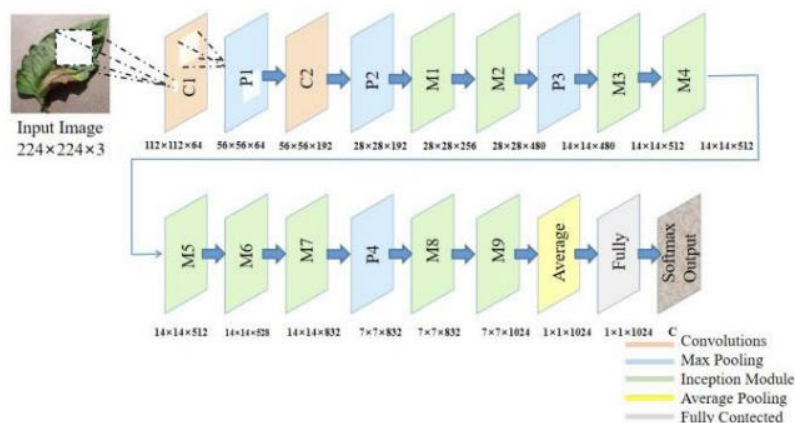 C1
P1
C2
P2
M1
M2
P3
M3
M4
Input Image
224×224×3
112×112×64
56×56×64
56×56×192
28×28×192
28×28×256
28×28×480
14×14×480
14×14×512
14×14×512
M5
M6
M7
P4
M8
M9
Average
Fully
Softmax
Output
14×14×512
14×14×528
14×14×832
7×7×832
7×7×832
7×7×1024
1×1×1024
1×1×1024
C
Convolutions
Max Pooling
Inception Module
Average Pooling
Fully Contected